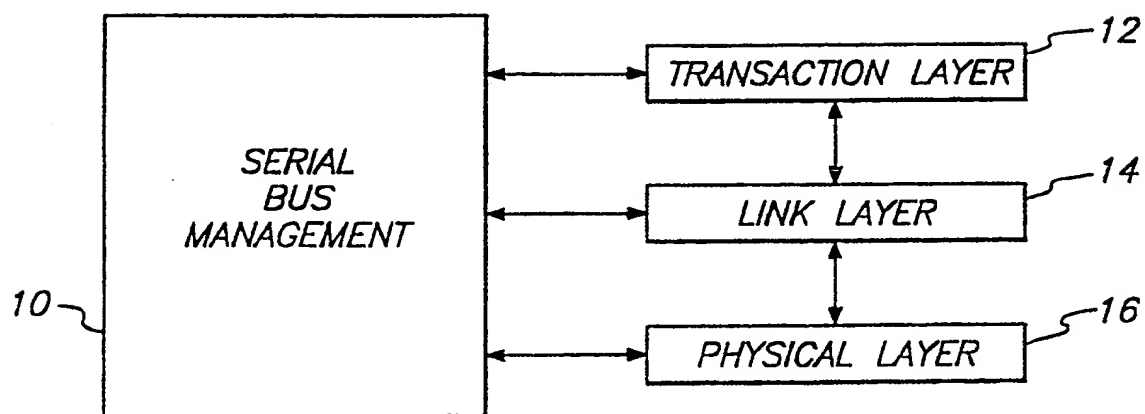 12
TRANSACTION LAYER
SERIAL
BUS
MANAGEMENT
14
LINK LAYER
10
16
PHYSICAL LAYER